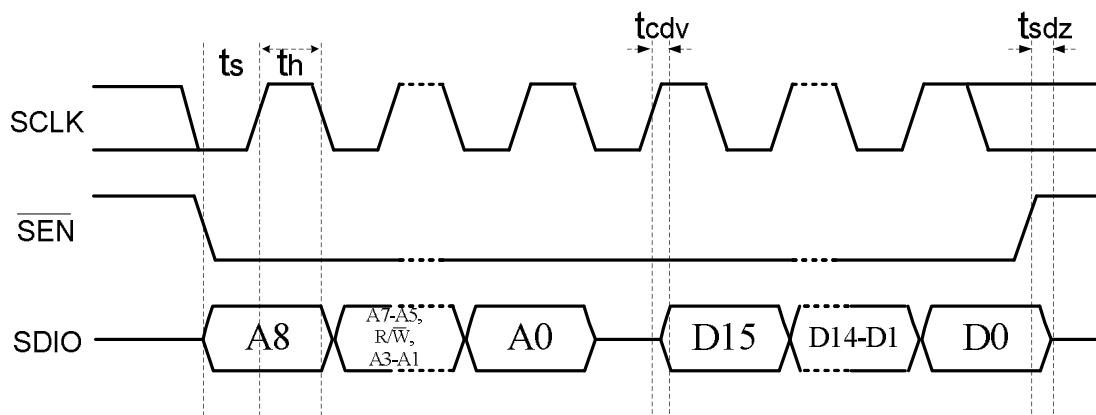 tcdv
tsdz
ts
th
SCLK
SEN
SDIO
A8
A7-A5,
R/W,
A3-A1
A0
D15
D14-D1
D0